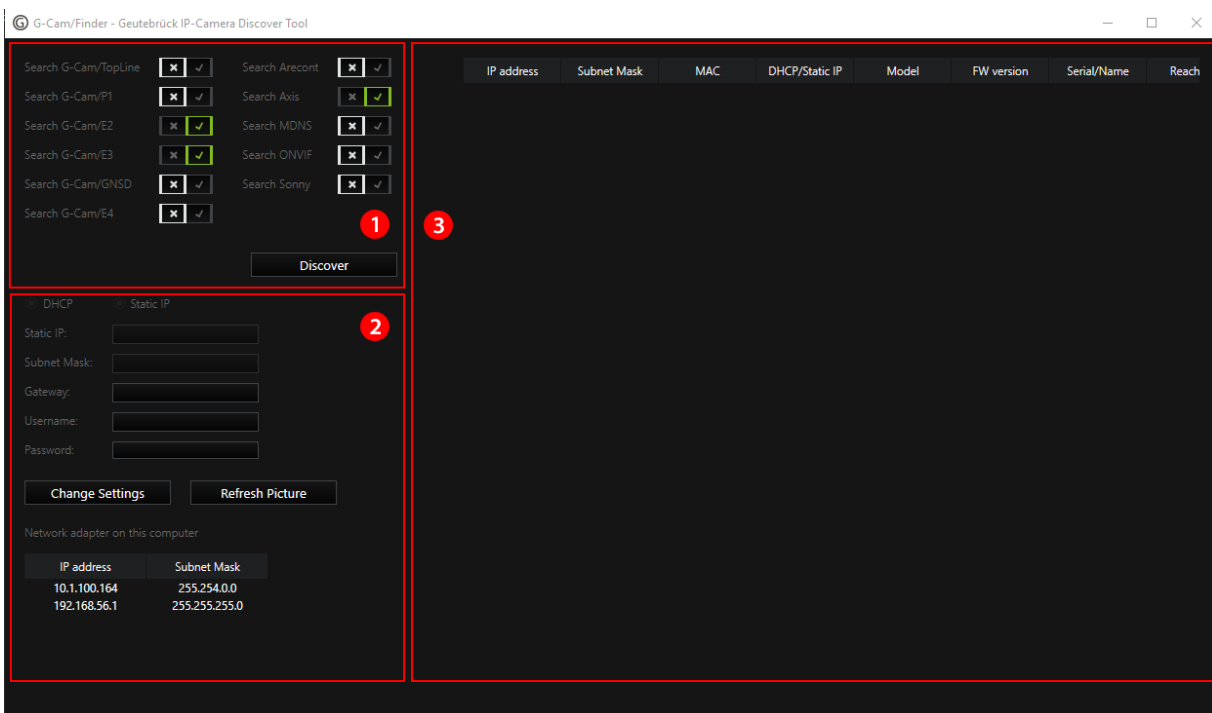 G-Cam/Finder - Geutebrück IP-Camera Discover Tool
Search G-Cam/TopLine
Search Arecont
Search G-Cam/P1
Search Axis
Search G-Cam/E2
Search MDNS
Search G-Cam/E3
Search ONVIF
Search G-Cam/GNSD
Search Sonny
Search G-Cam/E4
1
Discover
DHCP
Static IP
2
Static IP:
Subnet Mask:
Gateway:
Username:
Password:
Change Settings
Refresh Picture
Network adapter on this computer
IP address Subnet Mask
10.1.100.164 255.254.0.0
192.168.56.1 255.255.255.0
IP address Subnet Mask MAC DHCP/Static IP Model FW version Serial/Name Reach
3